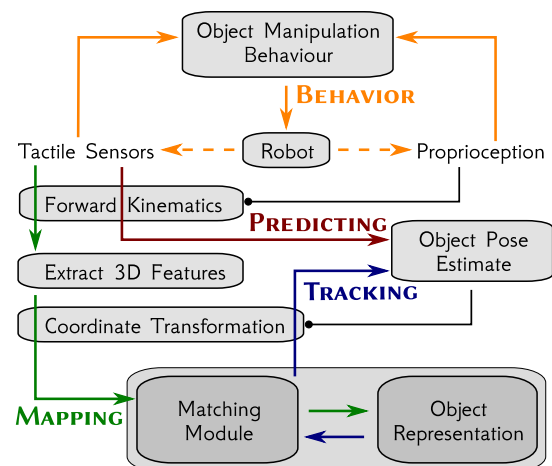 Object Manipulation
Behaviour
BEHAVIOR
Tactile Sensors
Robot
Proprioception
Forward Kinematics
PREDICTING
Object Pose
Estimate
Extract 3D Features
TRACKING
Coordinate Transformation
MAPPING
Matching
Module
Object
Representation